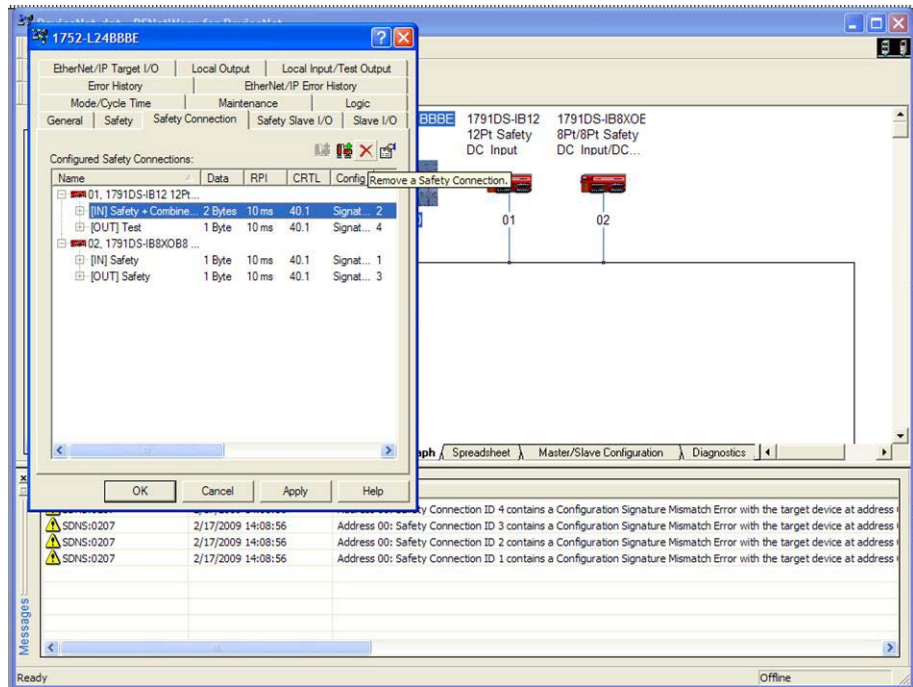 1752-L24BBBE
EtherNet/IP Target I/O
Local Output
Local Input/Test Output
Error History
EtherNet/IP Error History
Mode/Cycle Time
Maintenance
Logic
General
Safety
Safety Connection
Safety Slave I/O
Slave I/O
Configured Safety Connections:
Name Data RPI CRTL Config
Remove a Safety Connection.
01, 1791DS-IB12 12Pt...
[IN] Safety + Combine... 2 Bytes 10 ms 40.1 Signat... 2
[OUT] Test 1 Byte 10 ms 40.1 Signat... 4
02, 1791DS-IB8XOB8 ...
[IN] Safety 1 Byte 10 ms 40.1 Signat... 1
[OUT] Safety 1 Byte 10 ms 40.1 Signat... 3
OK
Cancel
Apply
Help
BBBE
1791DS-IB12
12Pt Safety
DC Input
01
1791DS-IB8XOE
8Pt/8Pt Safety
DC Input/DC...
02
aph
Spreadsheet
Master/Slave Configuration
Diagnostics
Connection ID 4 contains a Configuration Signature Mismatch Error with the target device at address
SDNS:0207 2/17/2009 14:08:56 Address 00: Safety Connection ID 3 contains a Configuration Signature Mismatch Error with the target device at address
SDNS:0207 2/17/2009 14:08:56 Address 00: Safety Connection ID 2 contains a Configuration Signature Mismatch Error with the target device at address
SDNS:0207 2/17/2009 14:08:56 Address 00: Safety Connection ID 1 contains a Configuration Signature Mismatch Error with the target device at address
Messages
Ready
Offline